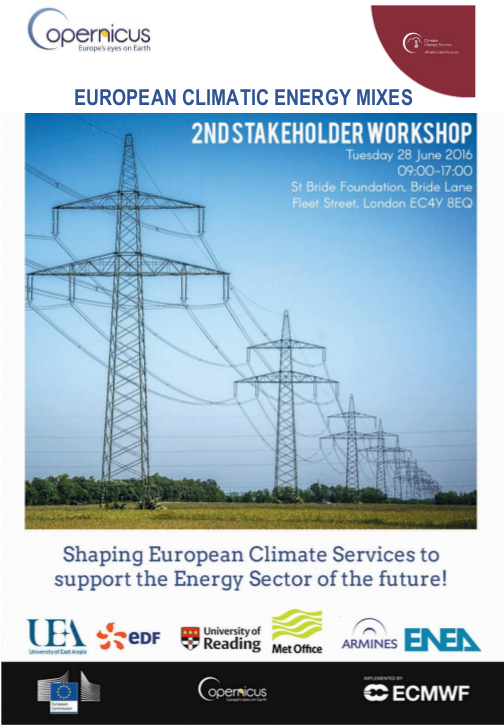 Copernicus
Europe's eyes on Earth
Climate
Change Service
EUROPEAN CLIMATIC ENERGY MIXES
2ND STAKEHOLDER WORKSHOP
Tuesday 28 June 2016
09:00-17:00
St Bride Foundation, Bride Lane
Fleet Street, London EC4Y 8EQ
Shaping European Climate Services to
support the Energy Sector of the future!
UEA
University of East Anglia
eDF
University of
Reading
Met Office
ARMINES
ENEA
European
Commission
Copernicus
Europe's eyes on Earth
IMPLEMENTED BY
ECMWF